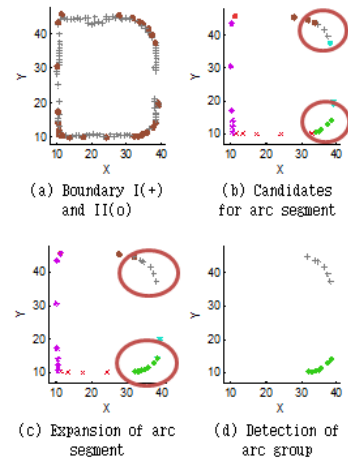 40
30
20
10
Y
10 20 30 40
X
(a) Boundary I(+)
and II(o)
40
30
20
10
Y
10 20 30 40
X
(b) Candidates
for arc segment
40
30
20
10
Y
10 20 30 40
X
(c) Expansion of arc
segment
40
30
20
10
Y
10 20 30 40
X
(d) Detection of
arc group